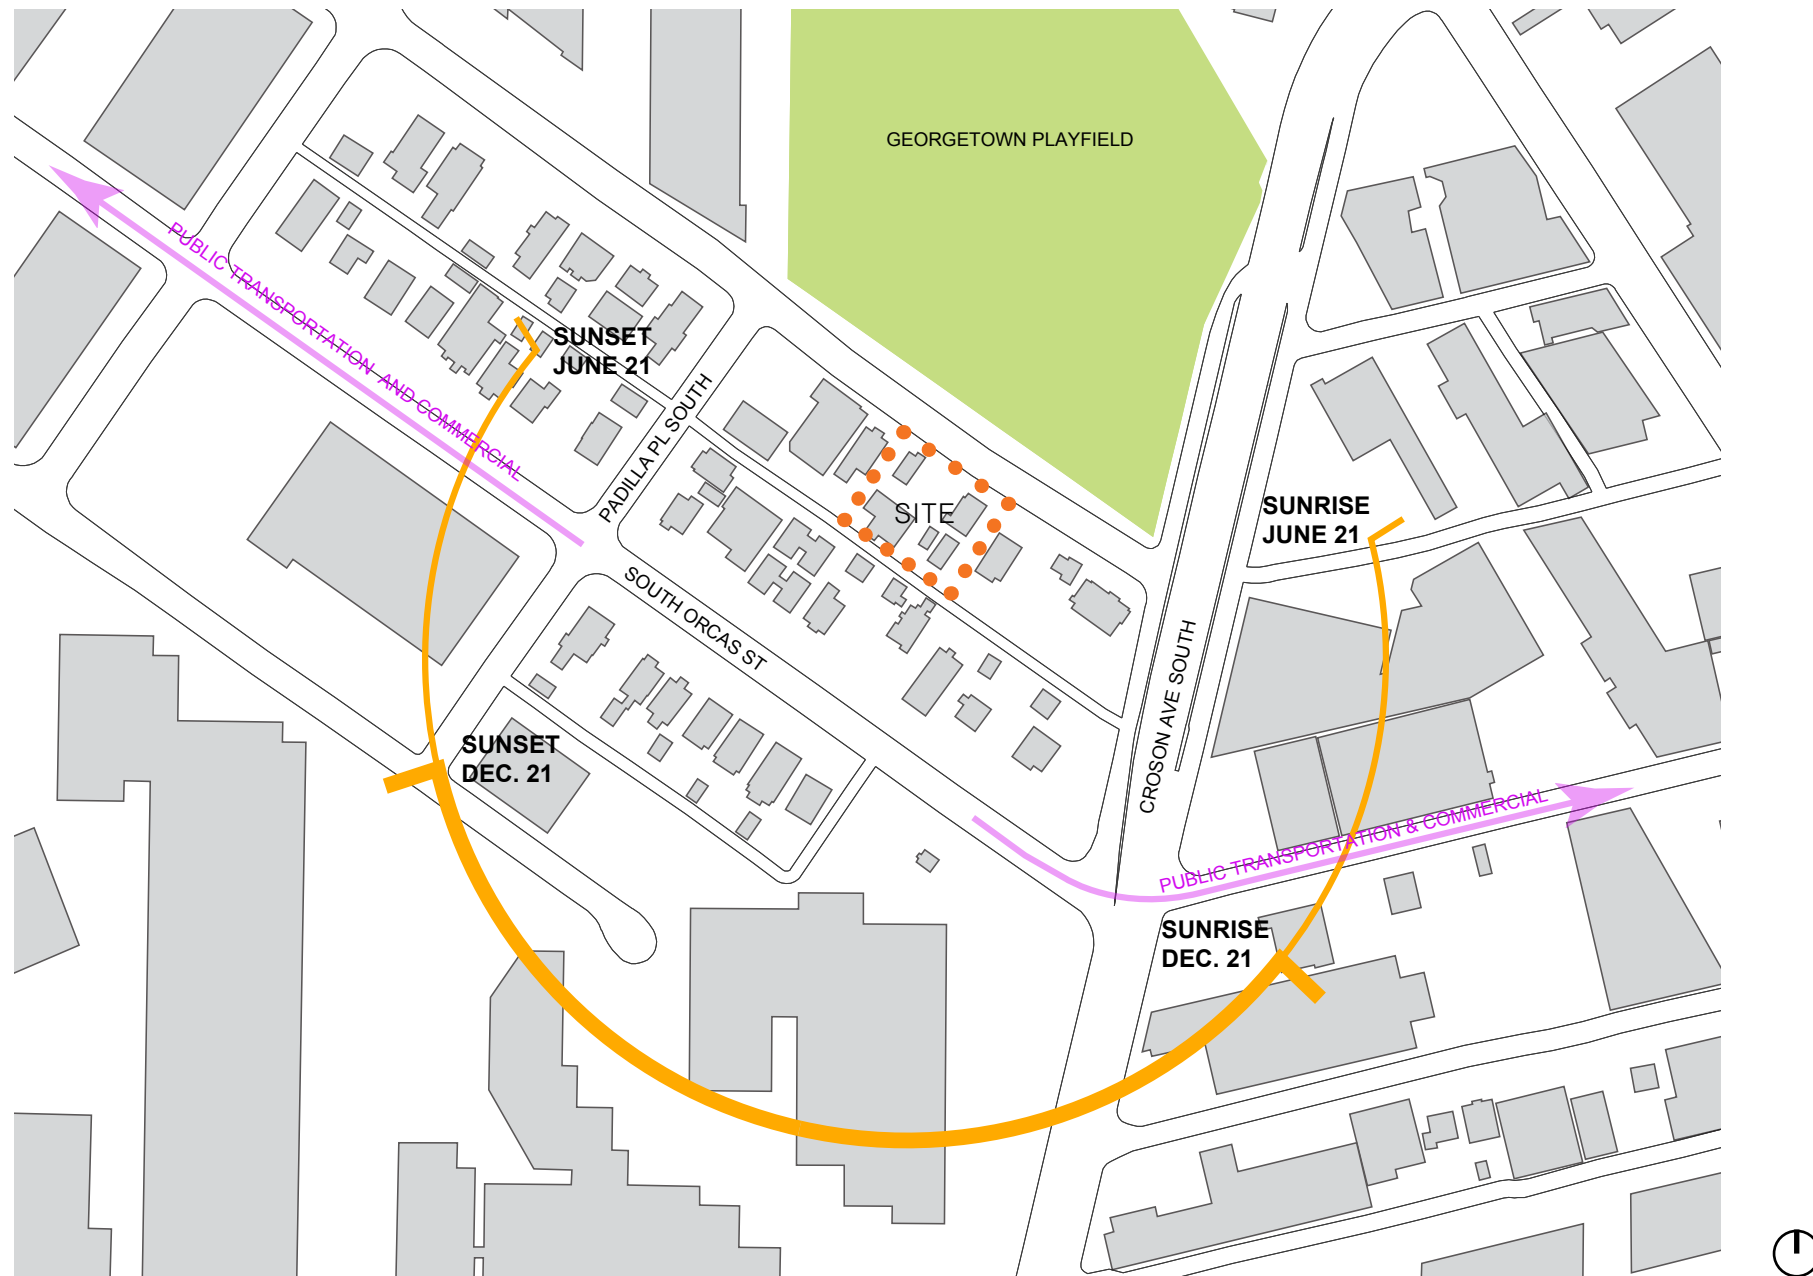 GEORGETOWN PLAYFIELD
PUBLIC TRANSPORTATION AND COMMERCIAL
SUNSET
JUNE 21
PADILLA PL SOUTH
SITE
SUNRISE
JUNE 21
SOUTH ORCAS ST
CROSON AVE SOUTH
SUNSET
DEC. 21
PUBLIC TRANSPORTATION & COMMERCIAL
SUNRISE
DEC. 21